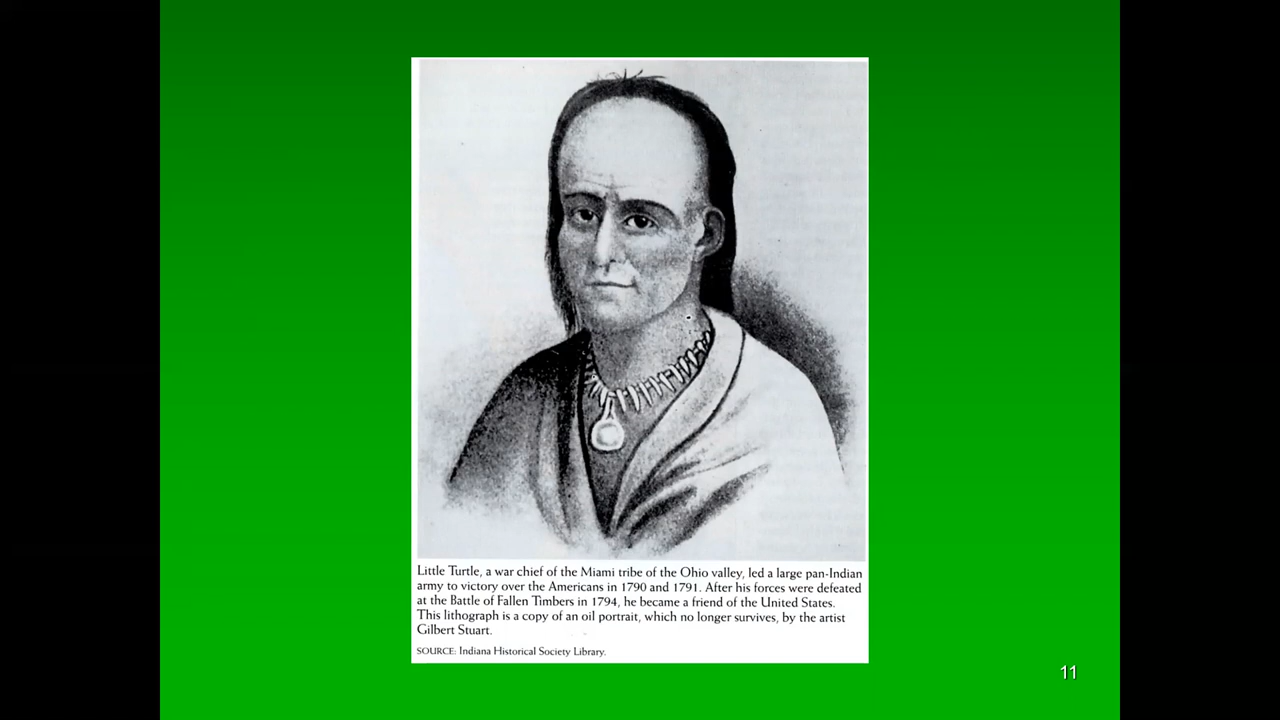 Little Turtle, a war chief of the Miami tribe of the Ohio valley, led a large pan-Indian
army to victory over the Americans in 1790 and 1791. After his forces were defeated
at the Battle of Fallen Timbers in 1794, he became a friend of the United States.
This lithograph is a copy of an oil portrait, which no longer survives, by the artist
Gilbert Stuart.
SOURCE: Indiana Historical Society Library.
11